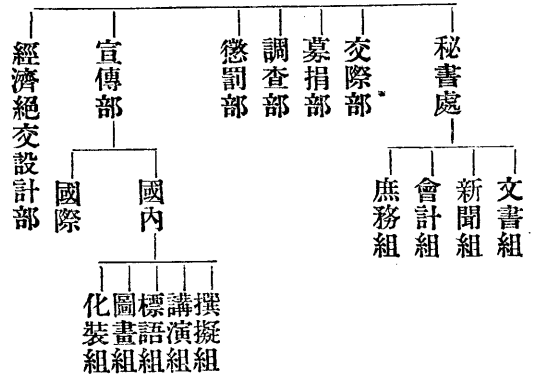 秘書處
交際部
募捐部
調查部
懲罰部
宣傳部
經濟絕交設計部
文書組
新聞組
會計組
庶務組
國內
國際
撰擬組
講演組
標語組
圖畫組
化裝組